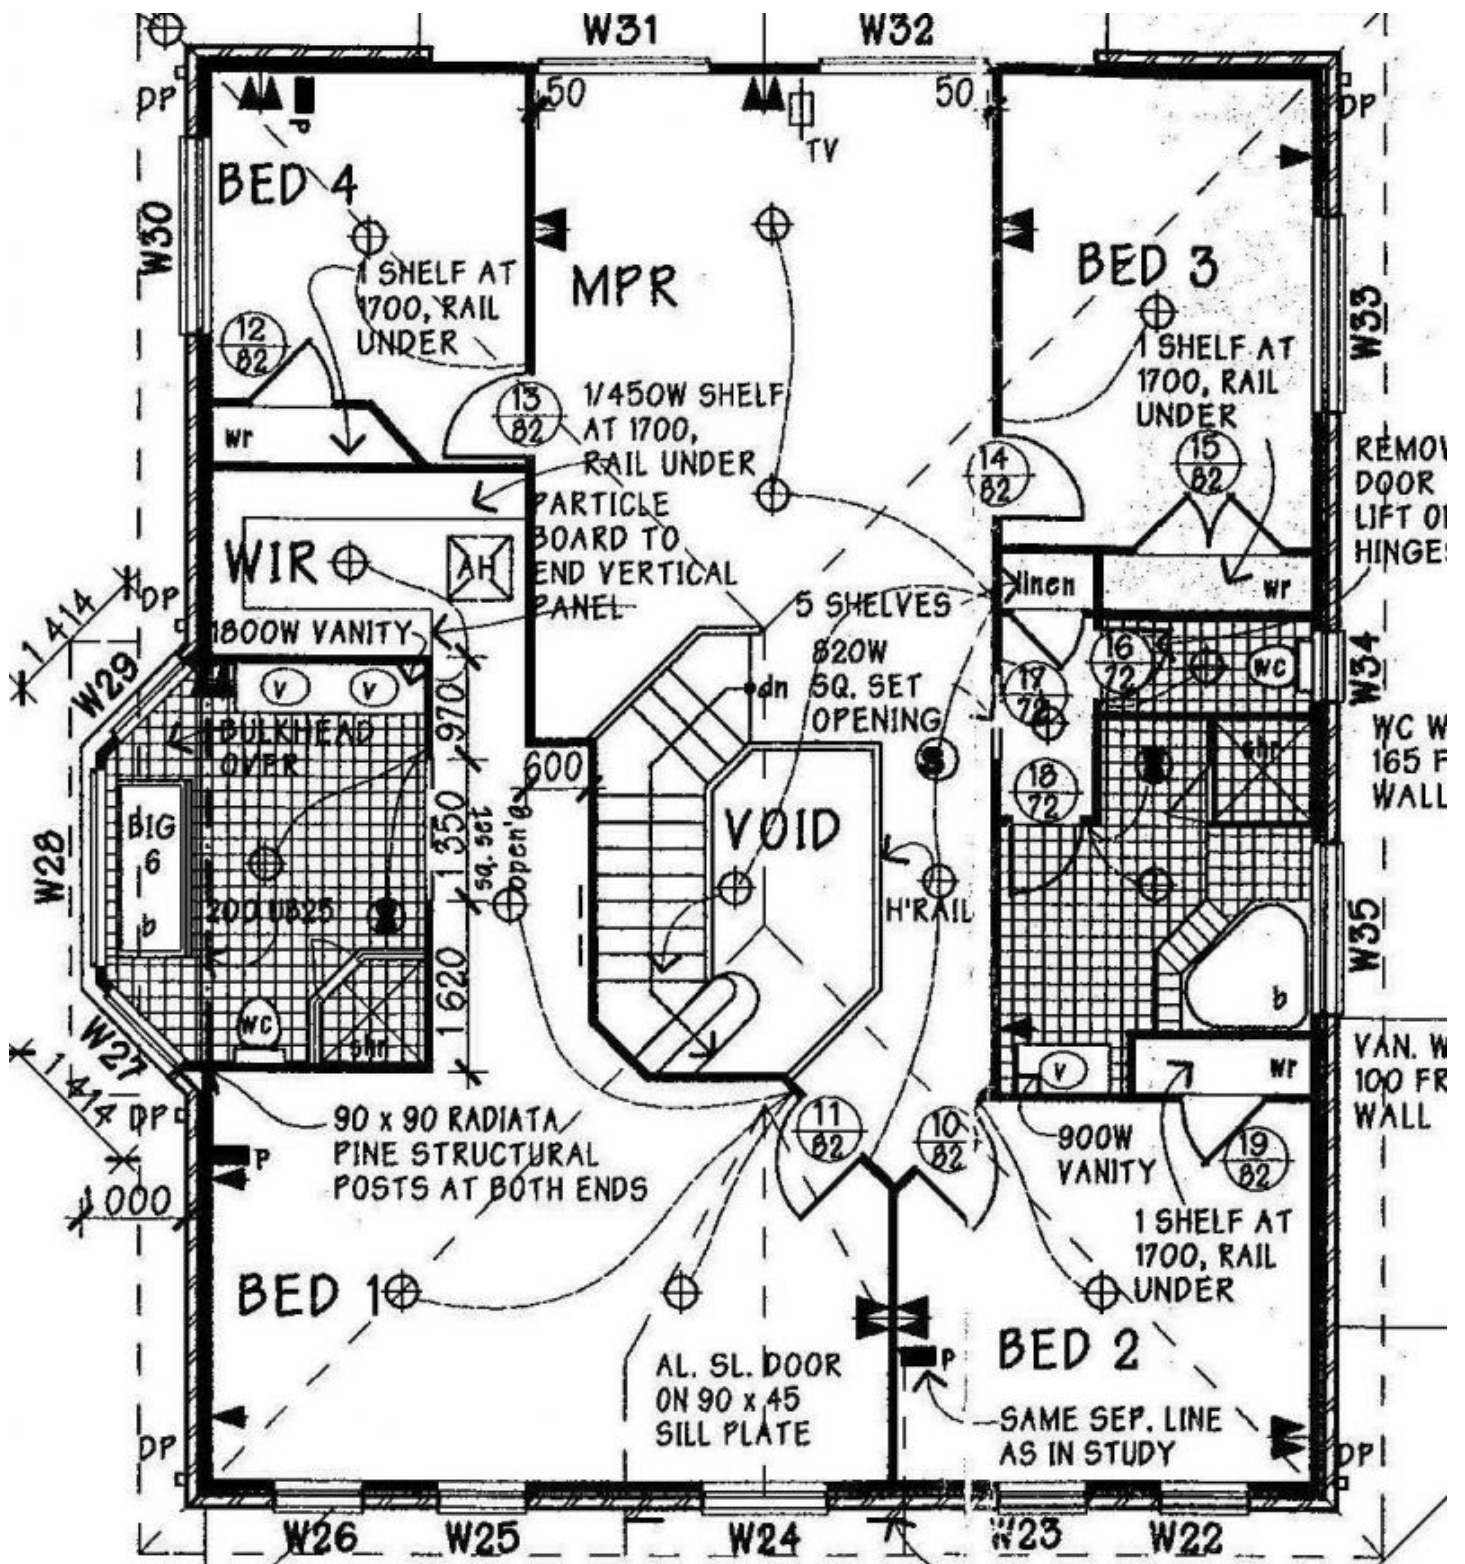 W31
W32
DP
50
50
DP
P
TV
BED 4
W30
MPR
BED 3
W33
1 SHELF AT
1700, RAIL
UNDER
12
82
1 SHELF AT
1700, RAIL
UNDER
13
82
1/450W SHELF
AT 1700,
RAIL UNDER
wr
14
82
15
82
PARTICLE
BOARD TO
END VERTICAL
PANEL
WIR
AH
linen
wr
DOOR
1 414
DP
5 SHELVES
1800W VANITY
820W
SQ. SET
OPENING
16
72
WC
W34
17
72
W29
V
V
970
dn
BULKHEAD
OVER
600
shr
WC W
165 F
WALL
18
72
VOID
BIG
6
b
1 350
sq. set
open'g
W28
H'RAIL
W35
1 620
b
WC
shr
W27
1 414
V
wr
VAN. W
100 FR
WALL
DP
90 x 90 RADIATA
PINE STRUCTURAL
POSTS AT BOTH ENDS
11
82
10
82
900W
VANITY
19
82
P
1 000
1 SHELF AT
1700, RAIL
UNDER
BED 1
BED 2
AL. SL. DOOR
ON 90 x 45
SILL PLATE
P
SAME SEP. LINE
AS IN STUDY
DP
DP
W26
W25
W24
W23
W22